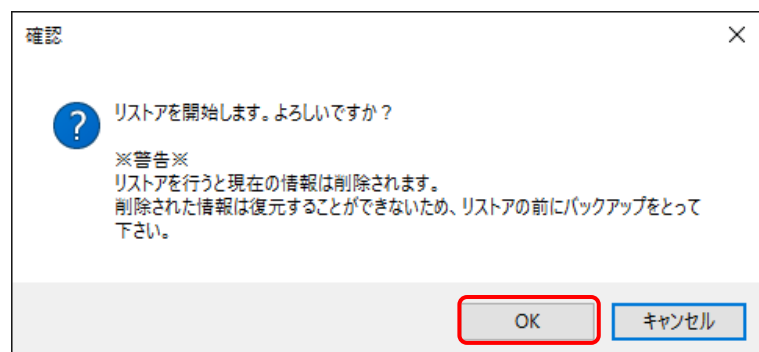 確認
リストアを開始します。よろしいですか？
※警告※
リストアを行うと現在の情報は削除されます。
削除された情報は復元することができないため、リストアの前にバックアップをとって
下さい。
OK
キャンセル